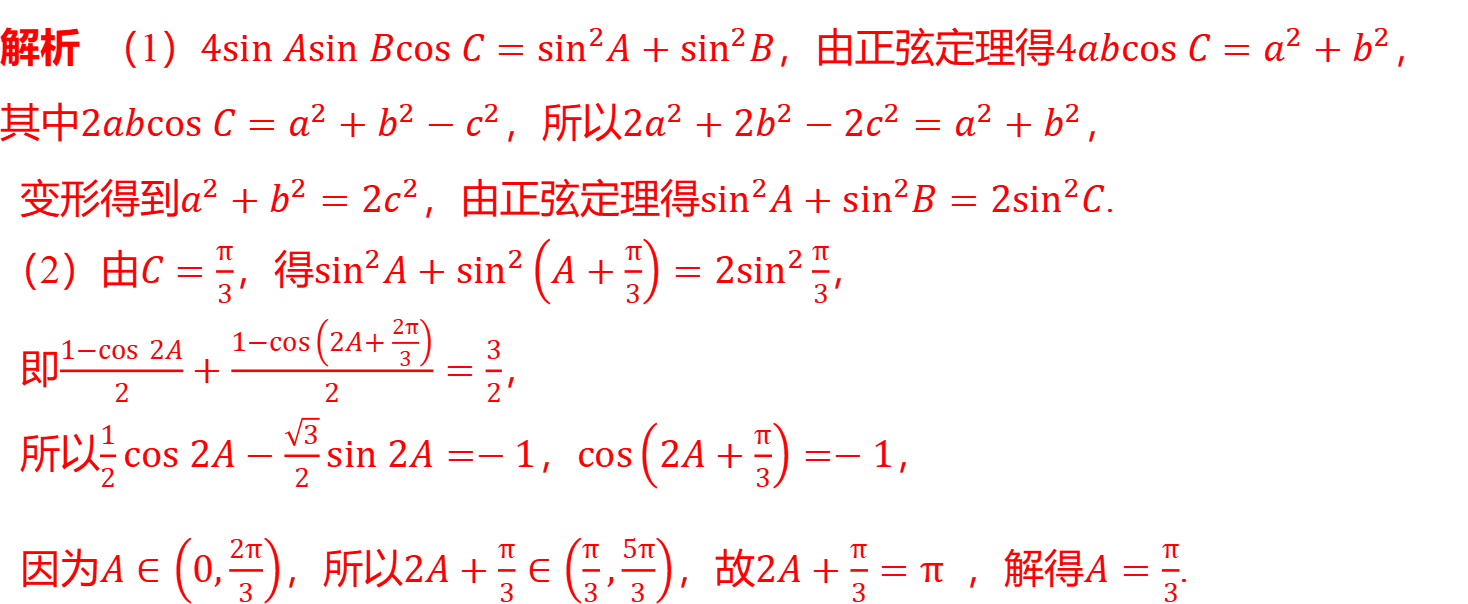 解析 （1）4sin Asin Bcos C = sin²A + sin²B，由正弦定理得4abcos C = a² + b²，
其中2abcos C = a² + b² − c²，所以2a² + 2b² − 2c² = a² + b²，
变形得到a² + b² = 2c²，由正弦定理得sin²A + sin²B = 2sin²C.
（2）由C = π/3，得sin²A + sin²(A + π/3) = 2sin² π/3，
即(1−cos 2A)/2 + (1−cos(2A+2π/3))/2 = 3/2，
所以1/2 cos 2A − √3/2 sin 2A =− 1，cos(2A + π/3) =− 1，
因为A ∈ (0, 2π/3)，所以2A + π/3 ∈ (π/3, 5π/3)，故2A + π/3 = π ，解得A = π/3.